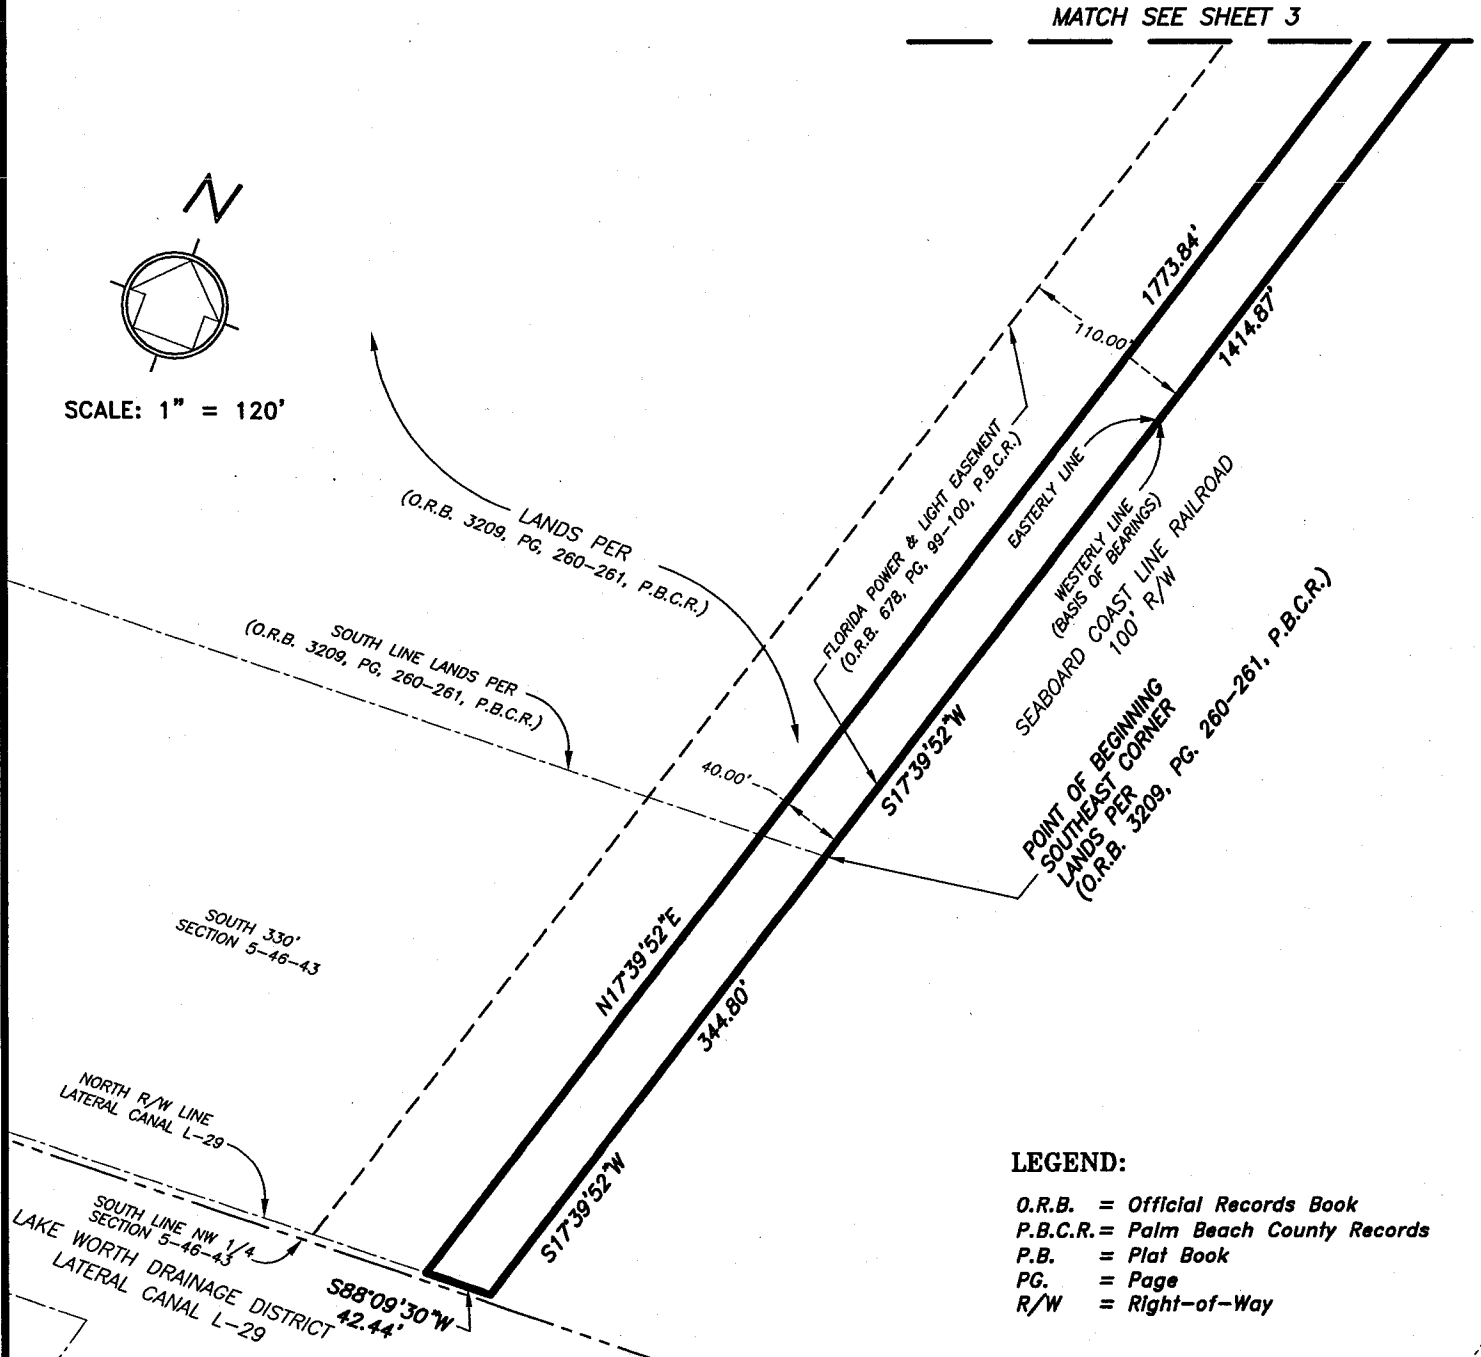 MATCH SEE SHEET 3
N
SCALE: 1" = 120'
1773.84'
110.00'
1414.87'
LANDS PER
(O.R.B. 3209, PG, 260-261, P.B.C.R.)
FLORIDA POWER & LIGHT EASEMENT
(O.R.B. 678, PG, 99-100, P.B.C.R.)
EASTERLY LINE
WESTERLY LINE
(BASIS OF BEARINGS)
SEABOARD COAST LINE RAILROAD
100' R/W
SOUTH LINE LANDS PER
(O.R.B. 3209, PG, 260-261, P.B.C.R.)
40.00'
S17°39'52"W
POINT OF BEGINNING
SOUTHEAST CORNER
LANDS PER
(O.R.B. 3209, PG. 260-261, P.B.C.R.)
SOUTH 330'
SECTION 5-46-43
N17°39'52"E
344.80'
NORTH R/W LINE
LATERAL CANAL L-29
S17°39'52"W
SOUTH LINE NW 1/4
SECTION 5-46-43
LAKE WORTH DRAINAGE DISTRICT
LATERAL CANAL L-29
S88°09'30"W
42.44'
LEGEND:
O.R.B. = Official Records Book
P.B.C.R. = Palm Beach County Records
P.B. = Plat Book
PG. = Page
R/W = Right-of-Way